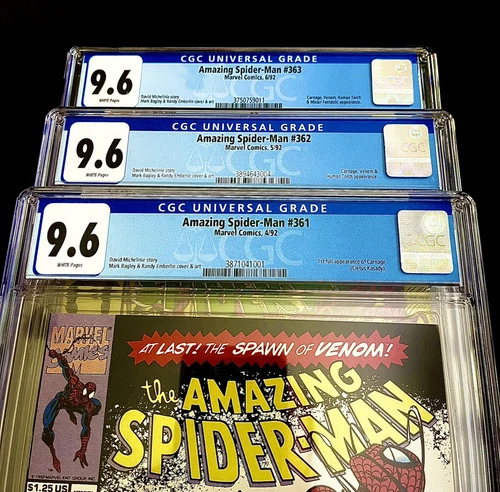 CGC UNIVERSAL GRADE
9.6
WHITE Pages
Amazing Spider-Man #363
Marvel Comics, 6/92
David Michelinie story
Mark Bagley & Randy Emberlin cover & art
3750759011
Carnage, Venom, Human Torch
& Mister Fantastic appearance.
CGC
CGC UNIVERSAL GRADE
9.6
WHITE Pages
Amazing Spider-Man #362
Marvel Comics, 5/92
David Michelinie story
Mark Bagley & Randy Emberlin cover & art
3894643004
Carnage, Venom &
Human Torch appearance.
CGC
CGC UNIVERSAL GRADE
9.6
WHITE Pages
Amazing Spider-Man #361
Marvel Comics, 4/92
David Michelinie story
Mark Bagley & Randy Emberlin cover & art
3871041001
1st full appearance of Carnage
(Cletus Kasady)
CGC
MARVEL
COMICS
$1.25 US
AT LAST! THE SPAWN OF VENOM!
the AMAZING
SPIDER-MAN